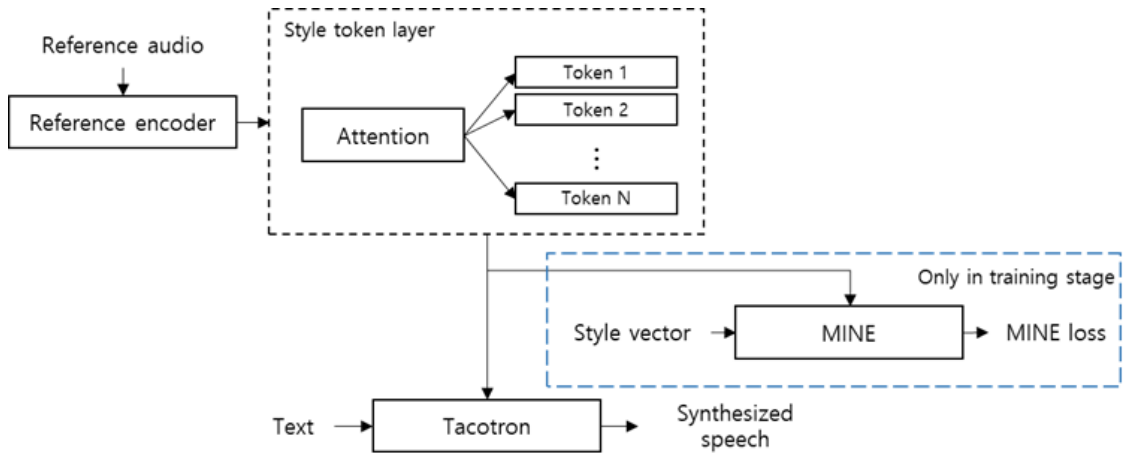 Style token layer
Reference audio
Reference encoder
Attention
Token 1
Token 2
⋮
Token N
Only in training stage
Style vector
MINE
MINE loss
Text
Tacotron
Synthesized
speech